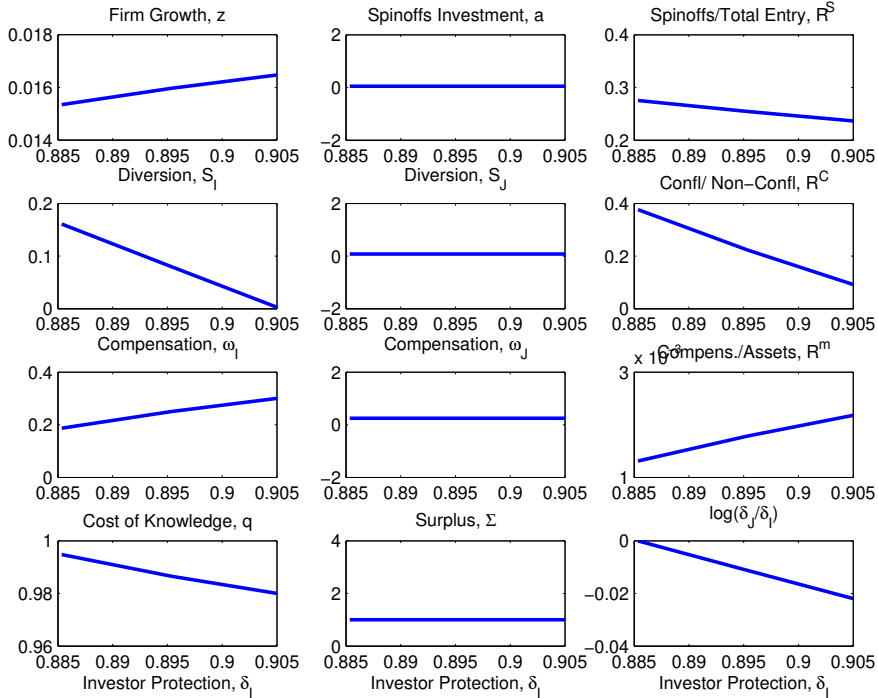 Firm Growth, z
Spinoffs Investment, a
Spinoffs/Total Entry, R^S
0.018
0.016
0.014
0.885 0.89 0.895 0.9 0.905
2
0
−2
0.885 0.89 0.895 0.9 0.905
0.4
0.3
0.2
0.885 0.89 0.895 0.9 0.905
Diversion, S_I
Diversion, S_J
Confl/ Non−Confl, R^C
0.2
0.1
0
0.885 0.89 0.895 0.9 0.905
2
0
−2
0.885 0.89 0.895 0.9 0.905
0.4
0.2
0
0.885 0.89 0.895 0.9 0.905
Compensation, ω_I
Compensation, ω_J
x 10^−3
Compens./Assets, R^m
0.4
0.2
0
0.885 0.89 0.895 0.9 0.905
2
0
−2
0.885 0.89 0.895 0.9 0.905
3
1
0.885 0.89 0.895 0.9 0.905
Cost of Knowledge, q
Surplus, Σ
log(δ_J/δ_I)
1
0.98
0.96
0.885 0.89 0.895 0.9 0.905
4
2
0
0.885 0.89 0.895 0.9 0.905
0
−0.02
−0.04
0.885 0.89 0.895 0.9 0.905
Investor Protection, δ_I
Investor Protection, δ_I
Investor Protection, δ_I